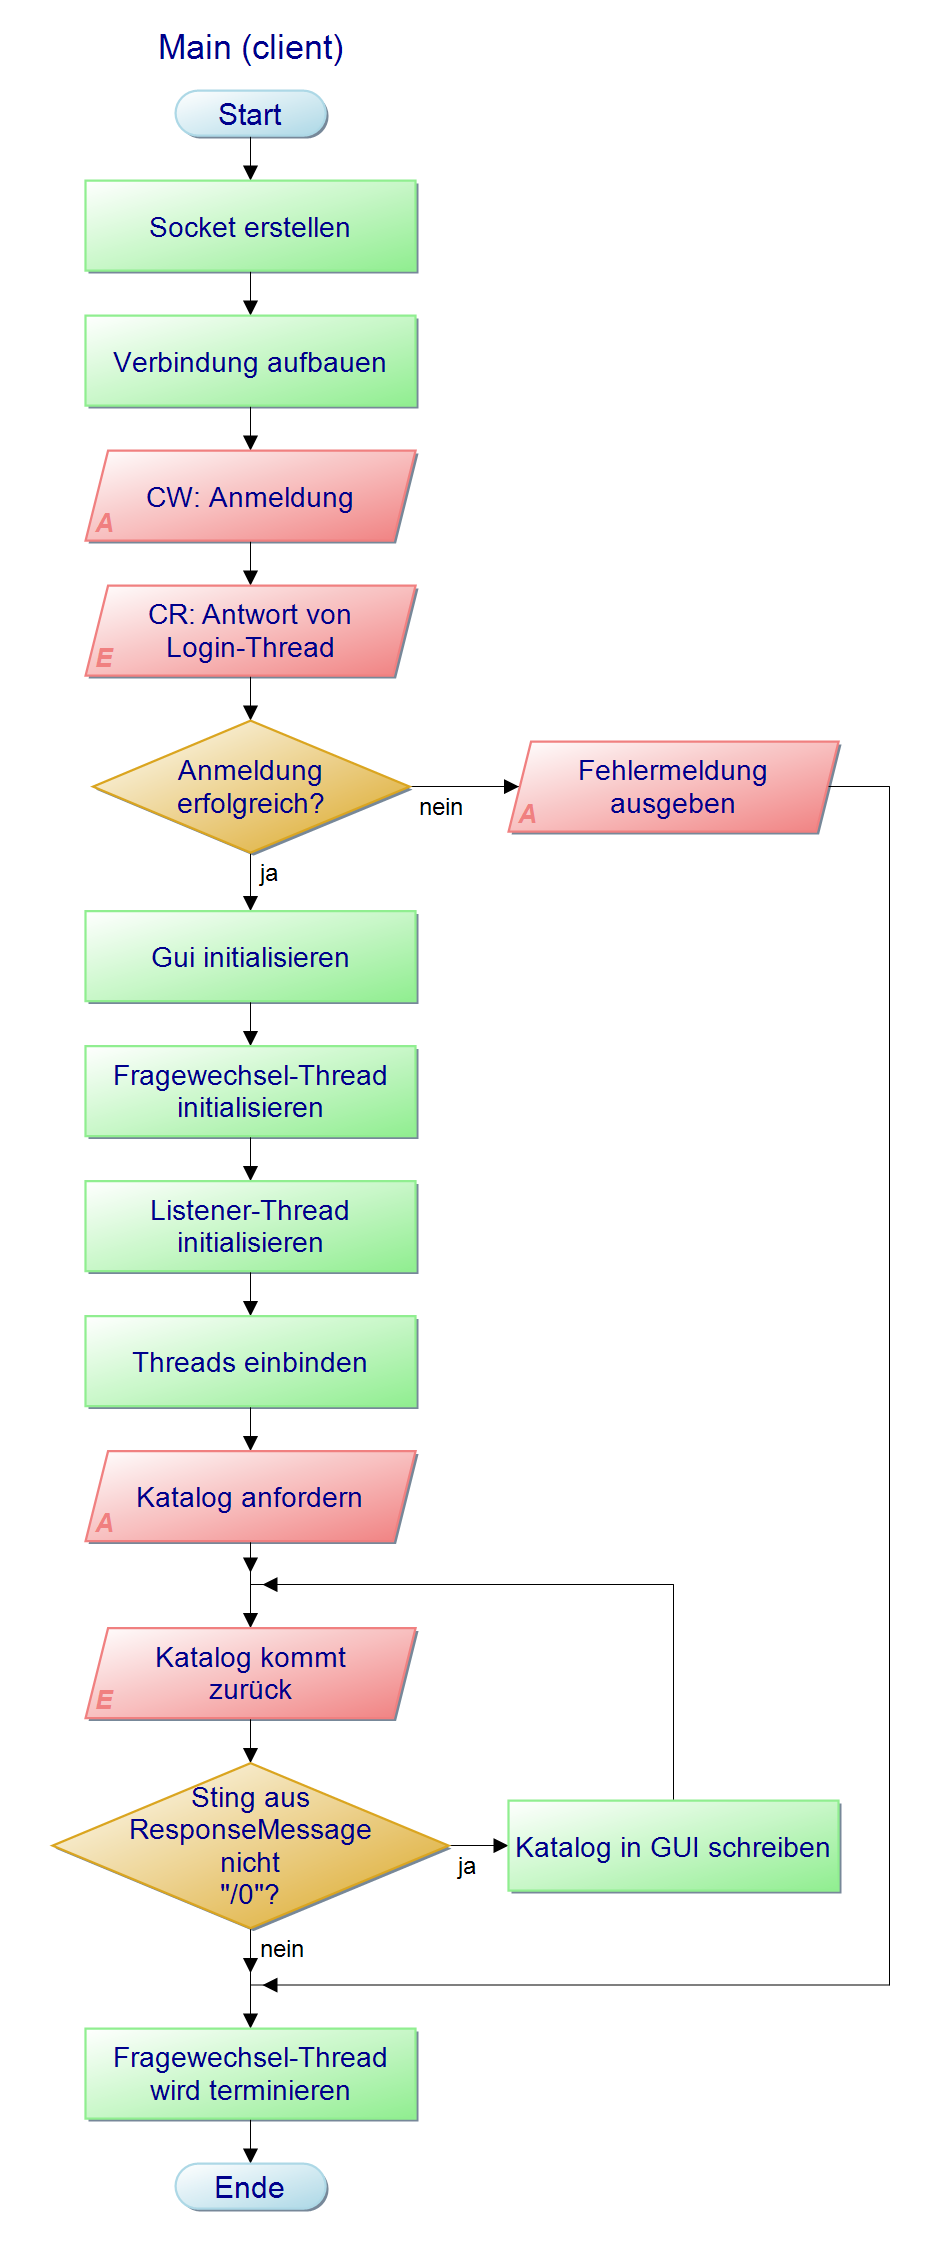 Main (client)
Start
Socket erstellen
Verbindung aufbauen
CW: Anmeldung
A
CR: Antwort von
Login-Thread
E
Anmeldung
erfolgreich?
nein
Fehlermeldung
ausgeben
A
ja
Gui initialisieren
Fragewechsel-Thread
initialisieren
Listener-Thread
initialisieren
Threads einbinden
Katalog anfordern
A
Katalog kommt
zurück
E
Sting aus
ResponseMessage
nicht
"/0"?
ja
Katalog in GUI schreiben
nein
Fragewechsel-Thread
wird terminieren
Ende